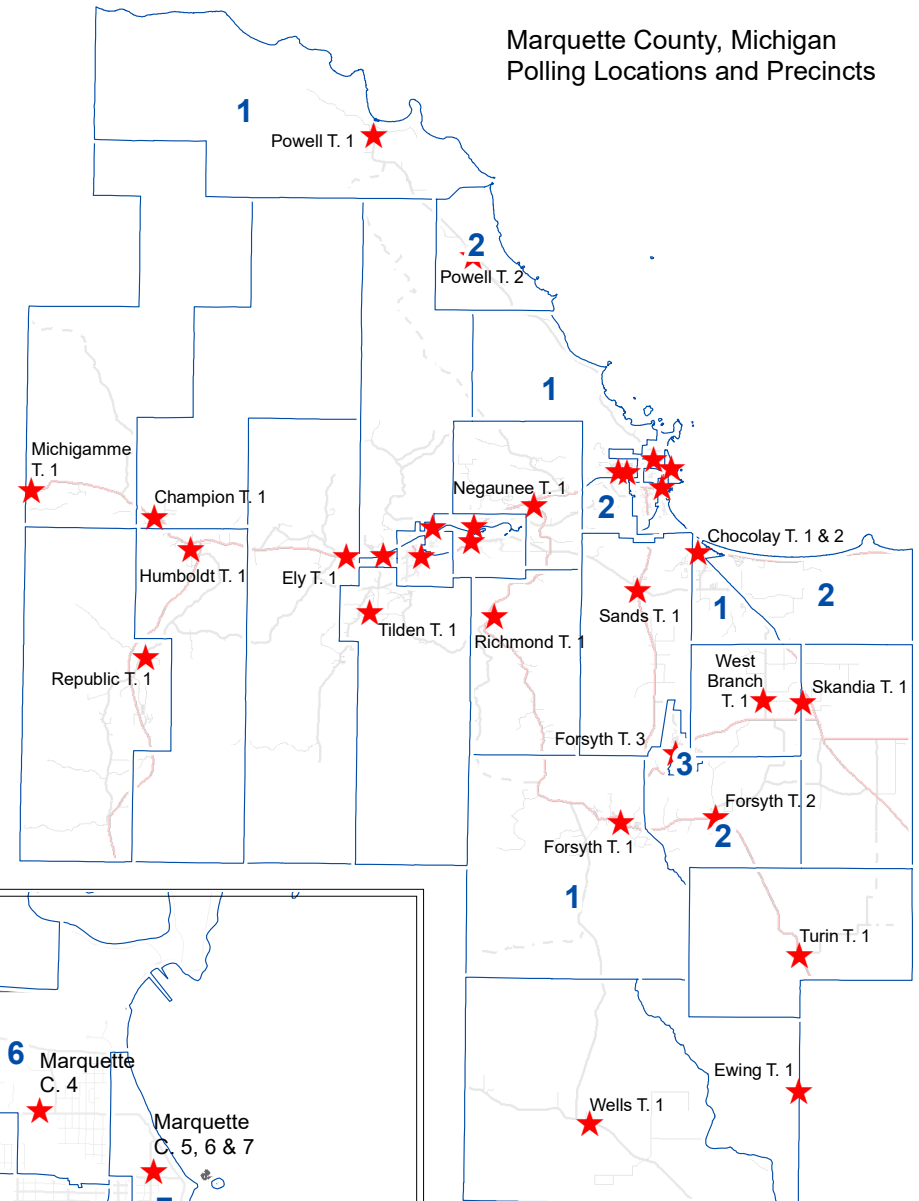 Marquette County, Michigan
Polling Locations and Precincts
1
Powell T. 1
2
Powell T. 2
1
Michigamme
T. 1
Champion T. 1
Negaunee T. 1
2
Humboldt T. 1
Ely T. 1
Chocolay T. 1 & 2
1
2
Tilden T. 1
Richmond T. 1
Sands T. 1
Republic T. 1
West
Branch
T. 1
Skandia T. 1
Forsyth T. 3
3
Forsyth T. 2
2
Forsyth T. 1
1
Turin T. 1
Ewing T. 1
Wells T. 1
6
Marquette
C. 4
Marquette
C. 5, 6 & 7